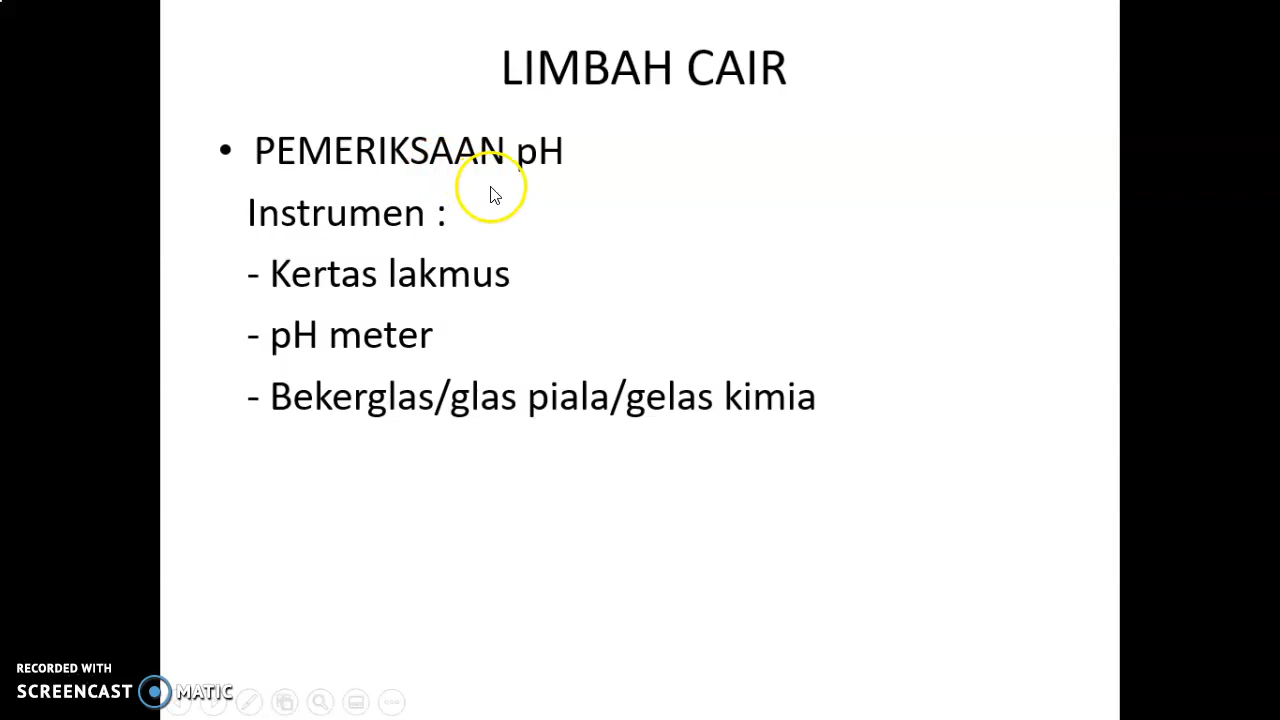 LIMBAH CAIR
• PEMERIKSAAN pH
Instrumen :
- Kertas lakmus
- pH meter
- Bekerglas/glas piala/gelas kimia
RECORDED WITH
SCREENCAST MATIC